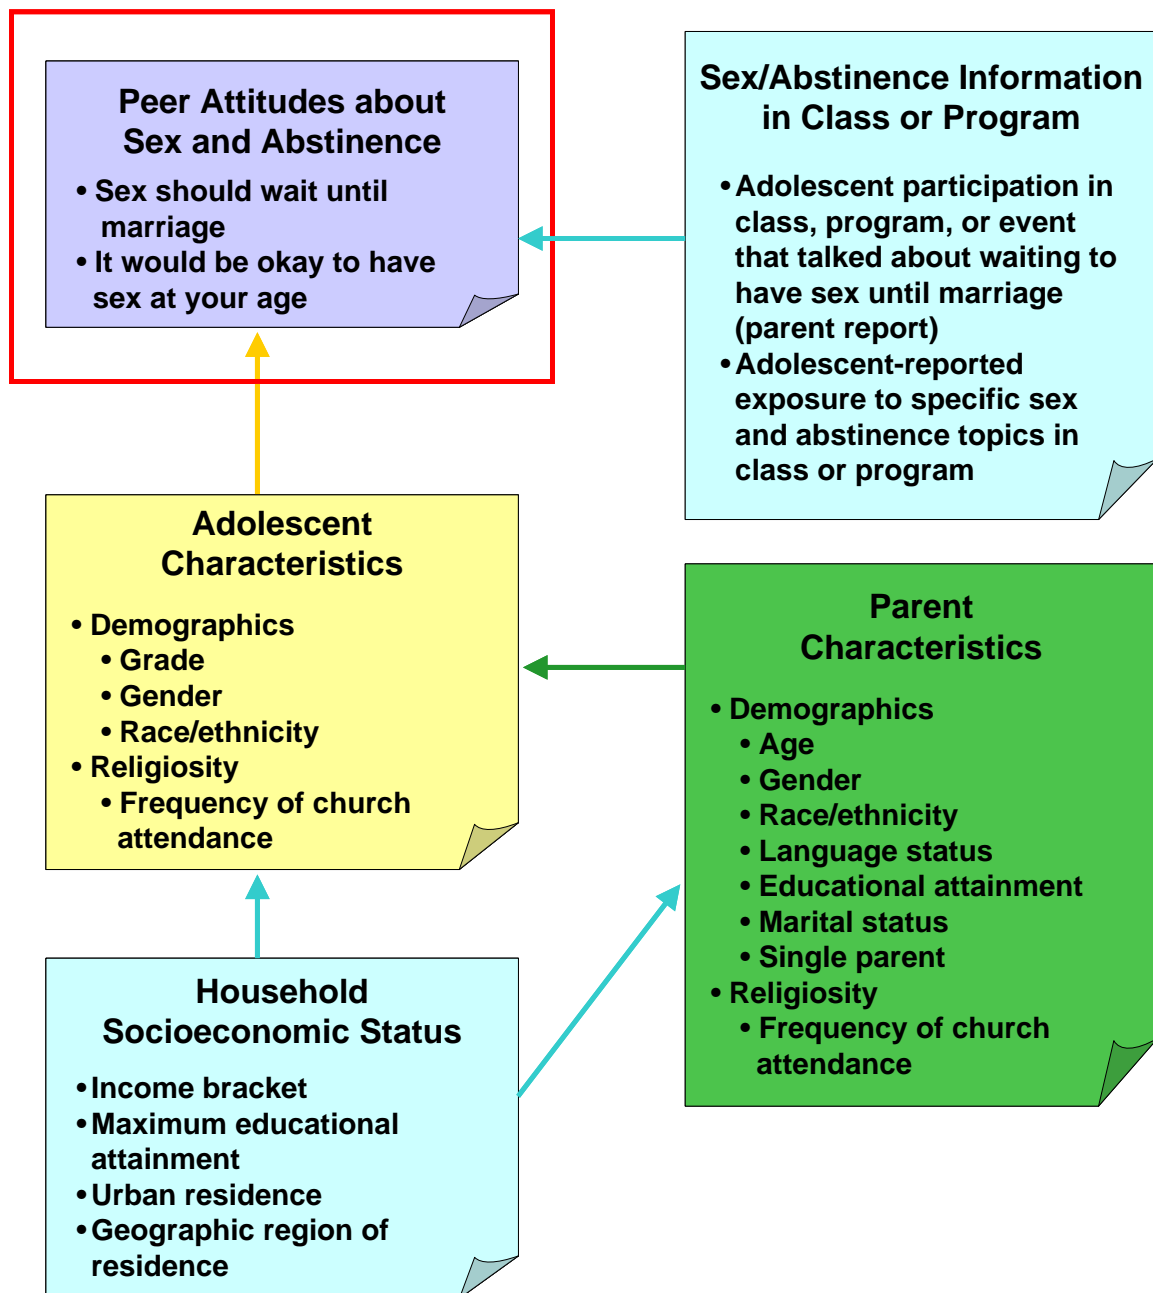 Peer Attitudes about
Sex and Abstinence
• Sex should wait until
marriage
• It would be okay to have
sex at your age
Sex/Abstinence Information
in Class or Program
• Adolescent participation in
class, program, or event
that talked about waiting to
have sex until marriage
(parent report)
• Adolescent-reported
exposure to specific sex
and abstinence topics in
class or program
Adolescent
Characteristics
• Demographics
• Grade
• Gender
• Race/ethnicity
• Religiosity
• Frequency of church
attendance
Parent
Characteristics
• Demographics
• Age
• Gender
• Race/ethnicity
• Language status
• Educational attainment
• Marital status
• Single parent
• Religiosity
• Frequency of church
attendance
Household
Socioeconomic Status
• Income bracket
• Maximum educational
attainment
• Urban residence
• Geographic region of
residence